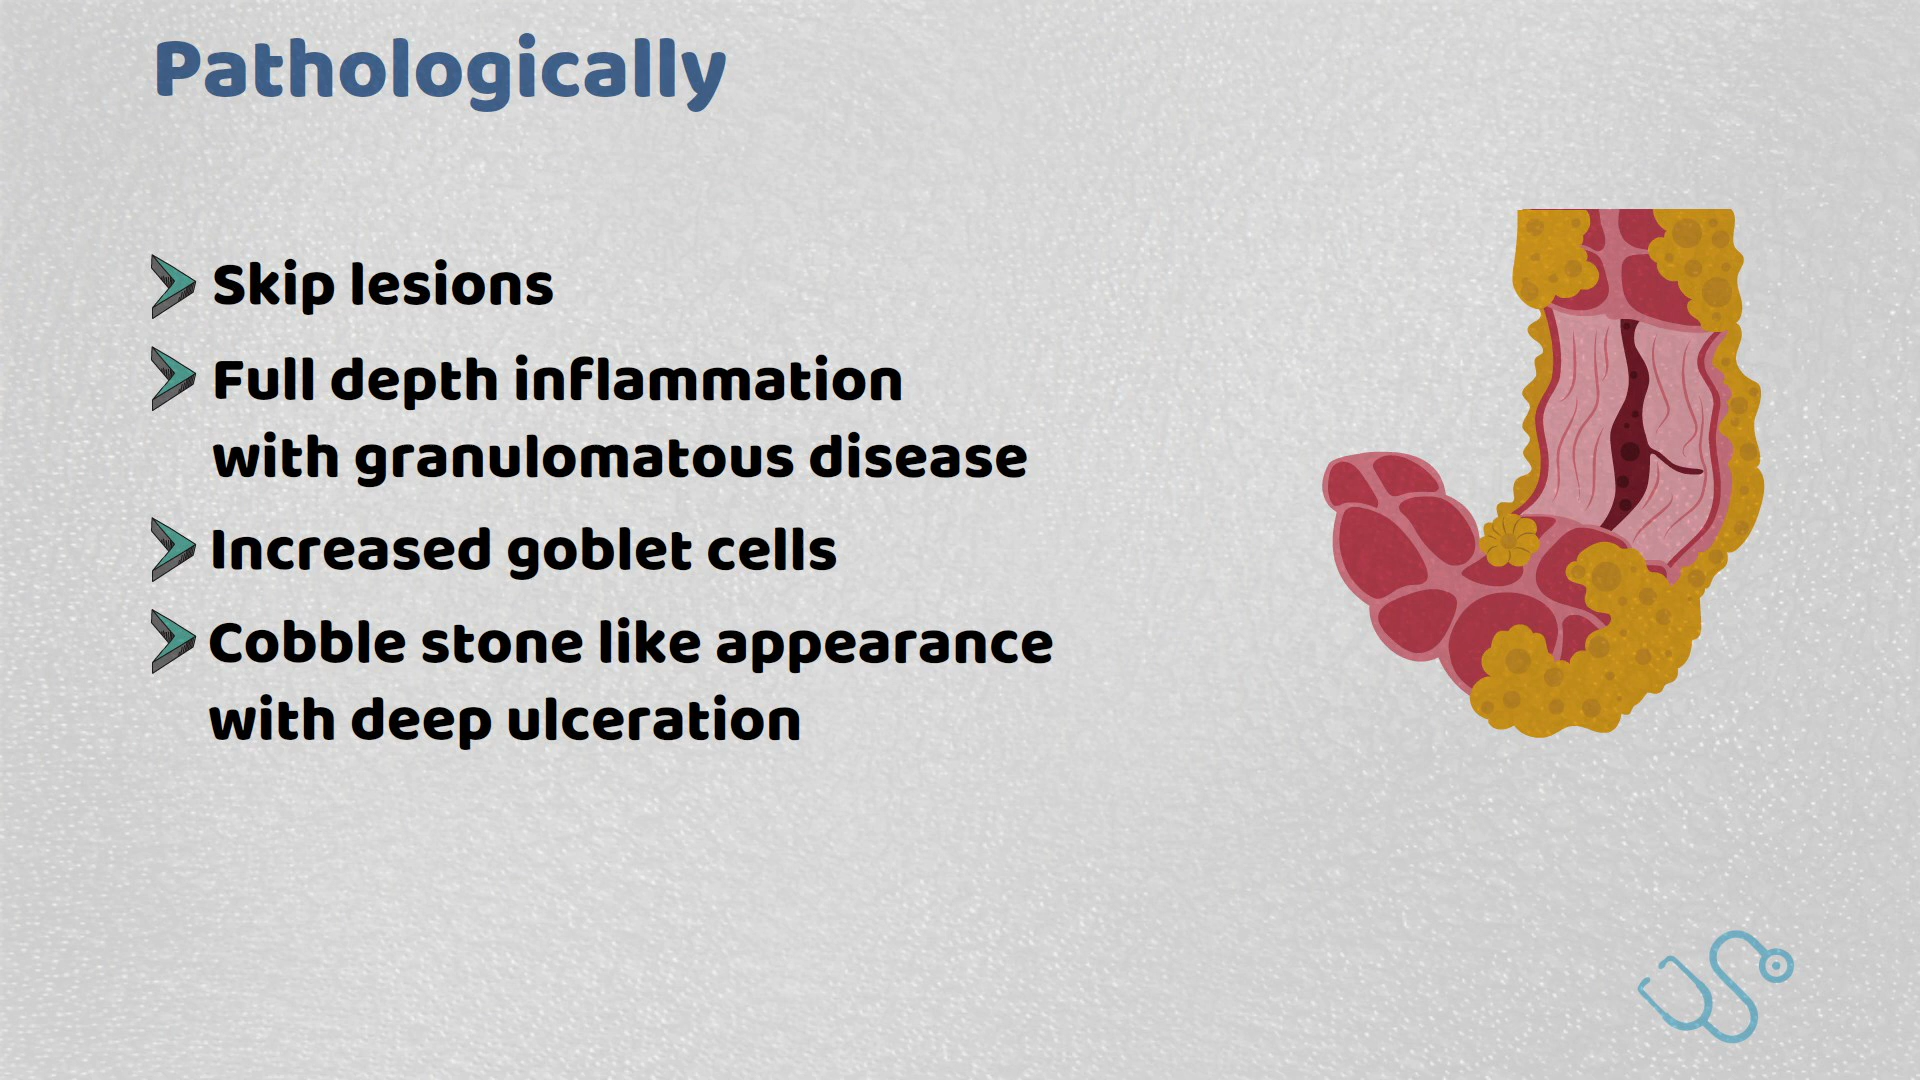 Pathologically
Skip lesions
Full depth inflammation
with granulomatous disease
Increased goblet cells
Cobble stone like appearance
with deep ulceration